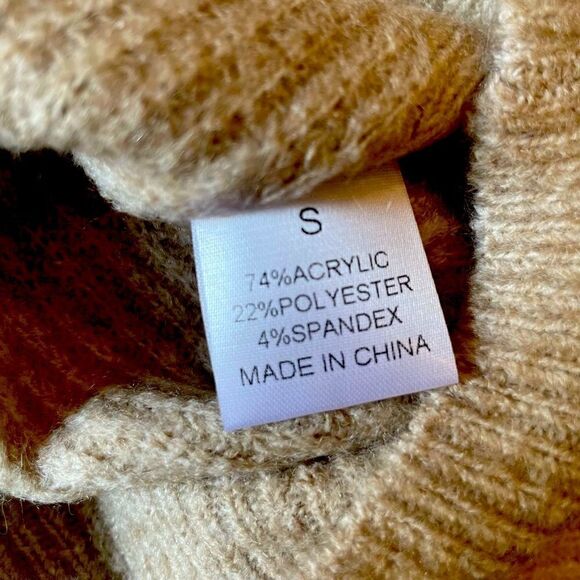 S
74%ACRYLIC
22%POLYESTER
4%SPANDEX
MADE IN CHINA